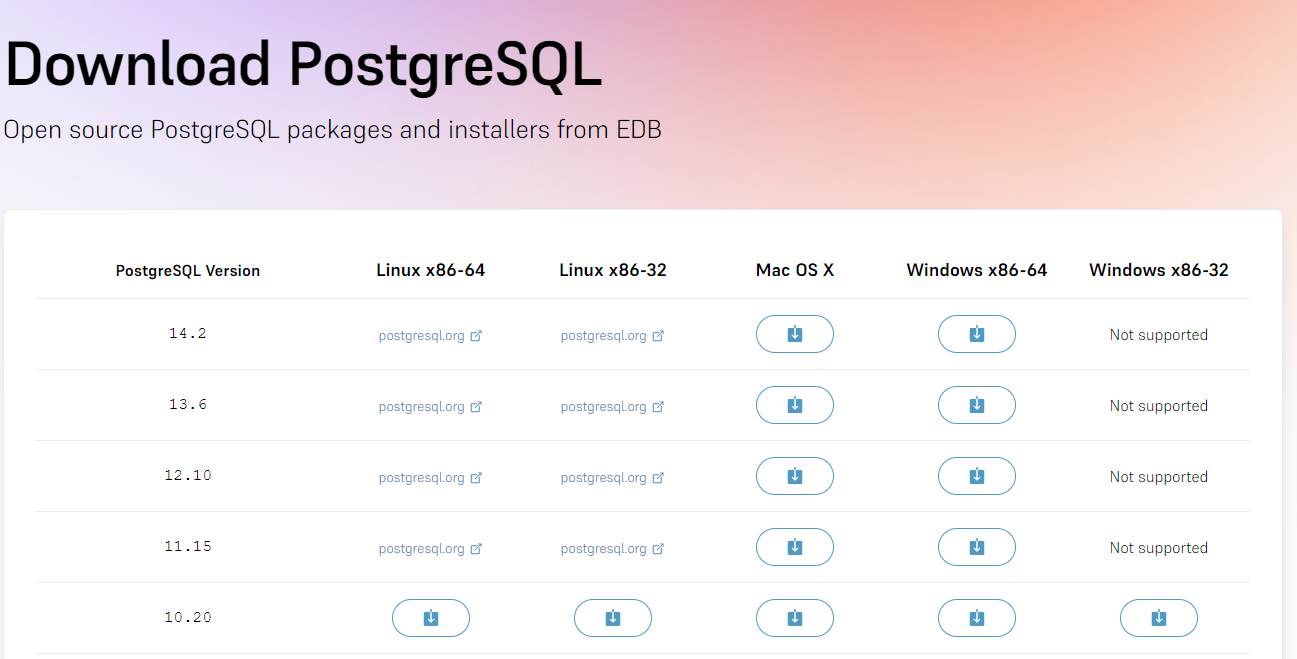 Download PostgreSQL
Open source PostgreSQL packages and installers from EDB
PostgreSQL Version Linux x86-64 Linux x86-32 Mac OS X Windows x86-64 Windows x86-32
14.2 postgresql.org postgresql.org Not supported
13.6 postgresql.org postgresql.org Not supported
12.10 postgresql.org postgresql.org Not supported
11.15 postgresql.org postgresql.org Not supported
10.20